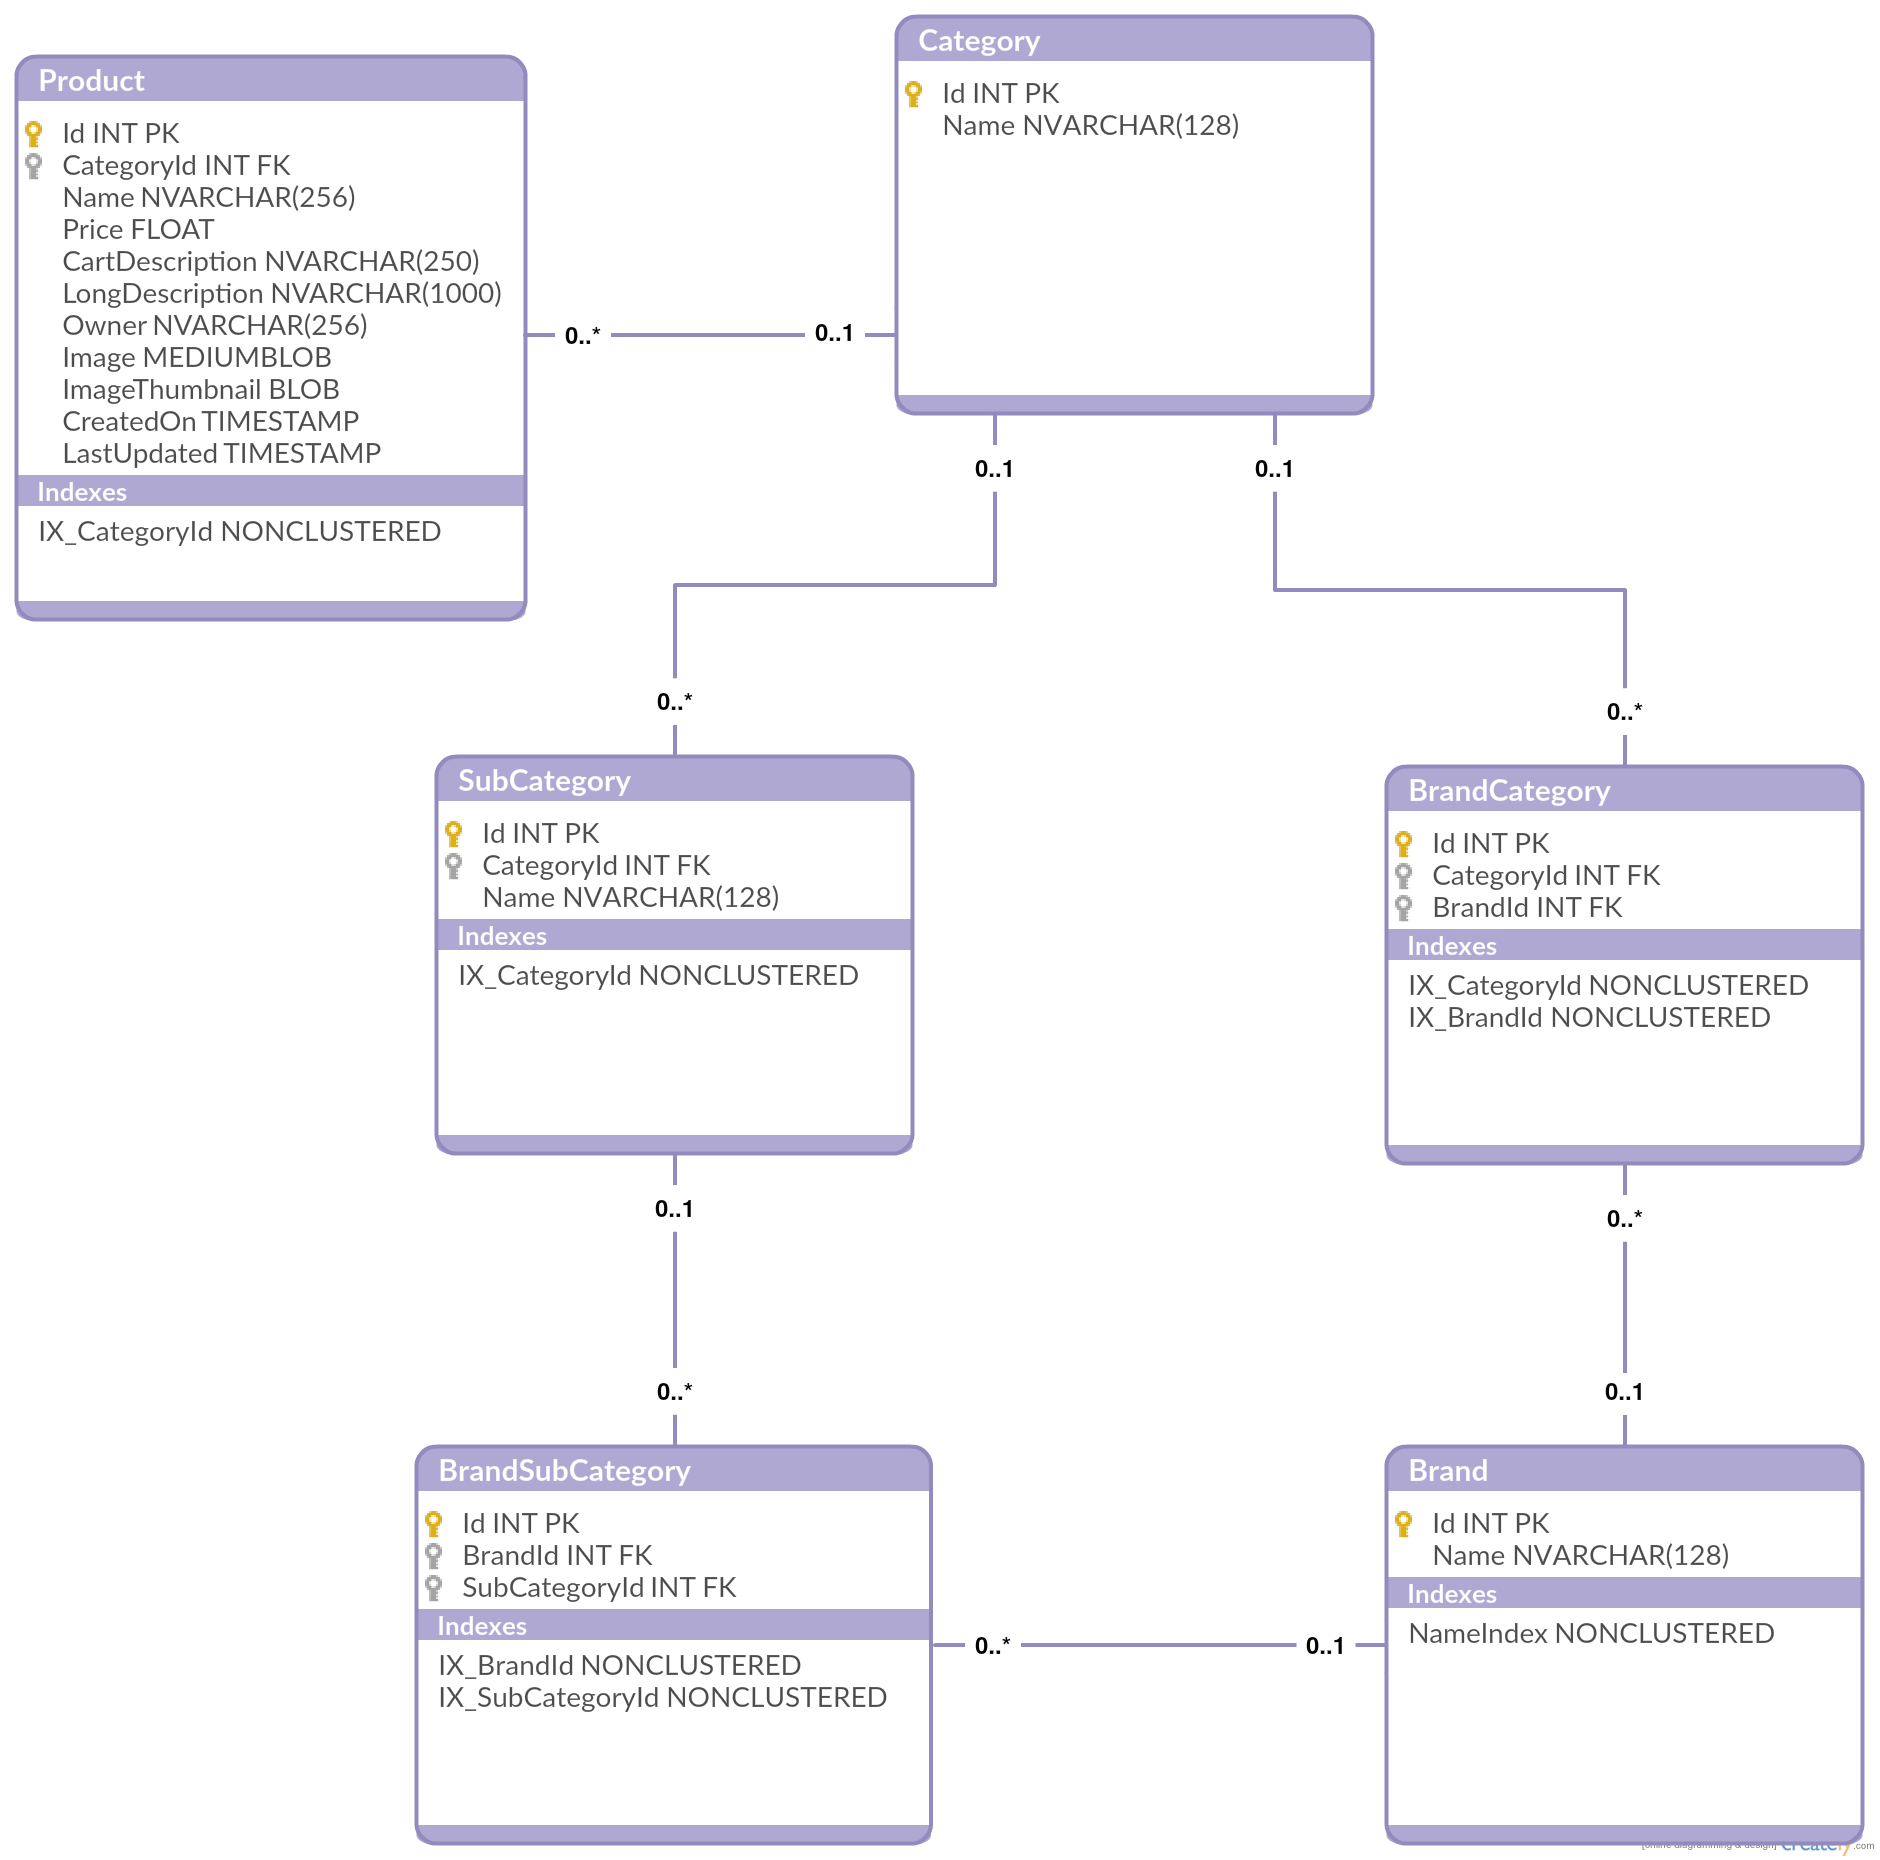 Product
Id INT PK
CategoryId INT FK
Name NVARCHAR(256)
Price FLOAT
CartDescription NVARCHAR(250)
LongDescription NVARCHAR(1000)
Owner NVARCHAR(256)
Image MEDIUMBLOB
ImageThumbnail BLOB
CreatedOn TIMESTAMP
LastUpdated TIMESTAMP
Indexes
IX_CategoryId NONCLUSTERED
Category
Id INT PK
Name NVARCHAR(128)
0..*
0..1
0..1
0..1
0..*
0..*
SubCategory
Id INT PK
CategoryId INT FK
Name NVARCHAR(128)
Indexes
IX_CategoryId NONCLUSTERED
BrandCategory
Id INT PK
CategoryId INT FK
BrandId INT FK
Indexes
IX_CategoryId NONCLUSTERED
IX_BrandId NONCLUSTERED
0..1
0..*
0..*
0..1
BrandSubCategory
Id INT PK
BrandId INT FK
SubCategoryId INT FK
Indexes
IX_BrandId NONCLUSTERED
IX_SubCategoryId NONCLUSTERED
0..*
0..1
Brand
Id INT PK
Name NVARCHAR(128)
Indexes
NameIndex NONCLUSTERED
[online diagramming & design] creately.com